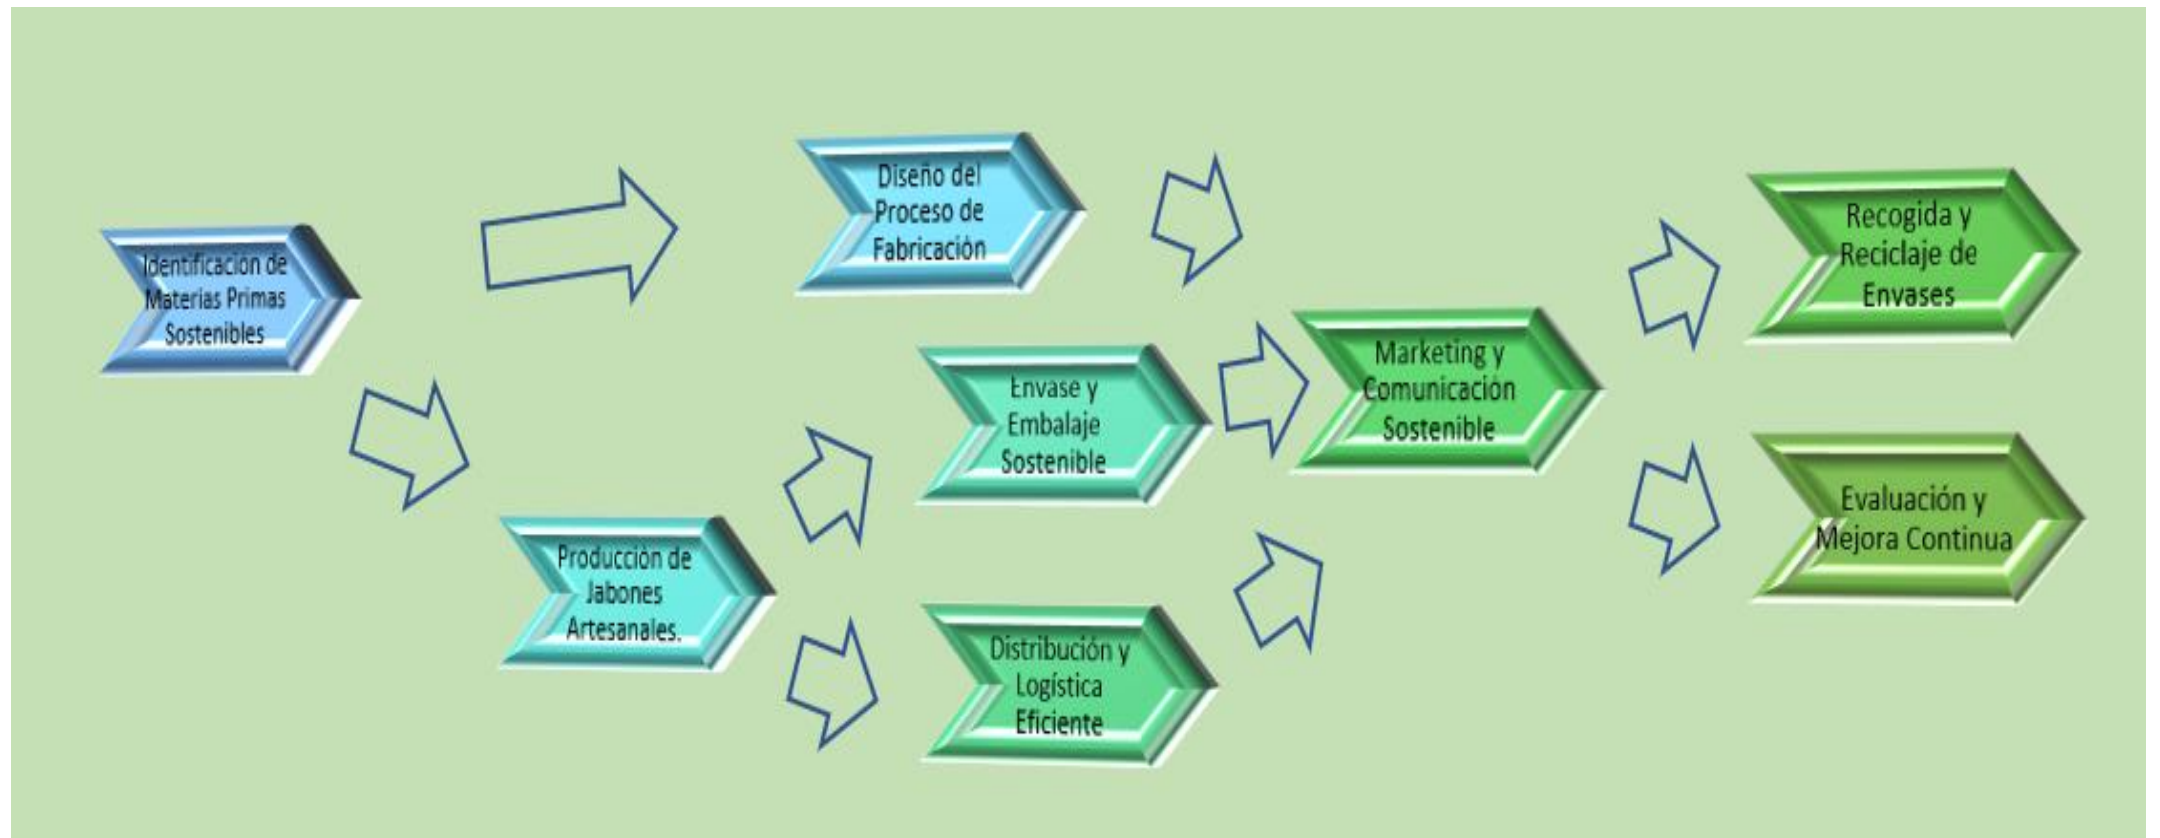 Identificación de
Materias Primas
Sostenibles
Diseño del
Proceso de
Fabricación
Producción de
Jabones
Artesanales.
Envase y
Embalaje
Sostenible
Distribución y
Logística
Eficiente
Marketing y
Comunicación
Sostenible
Recogida y
Reciclaje de
Envases
Evaluación y
Mejora Continua